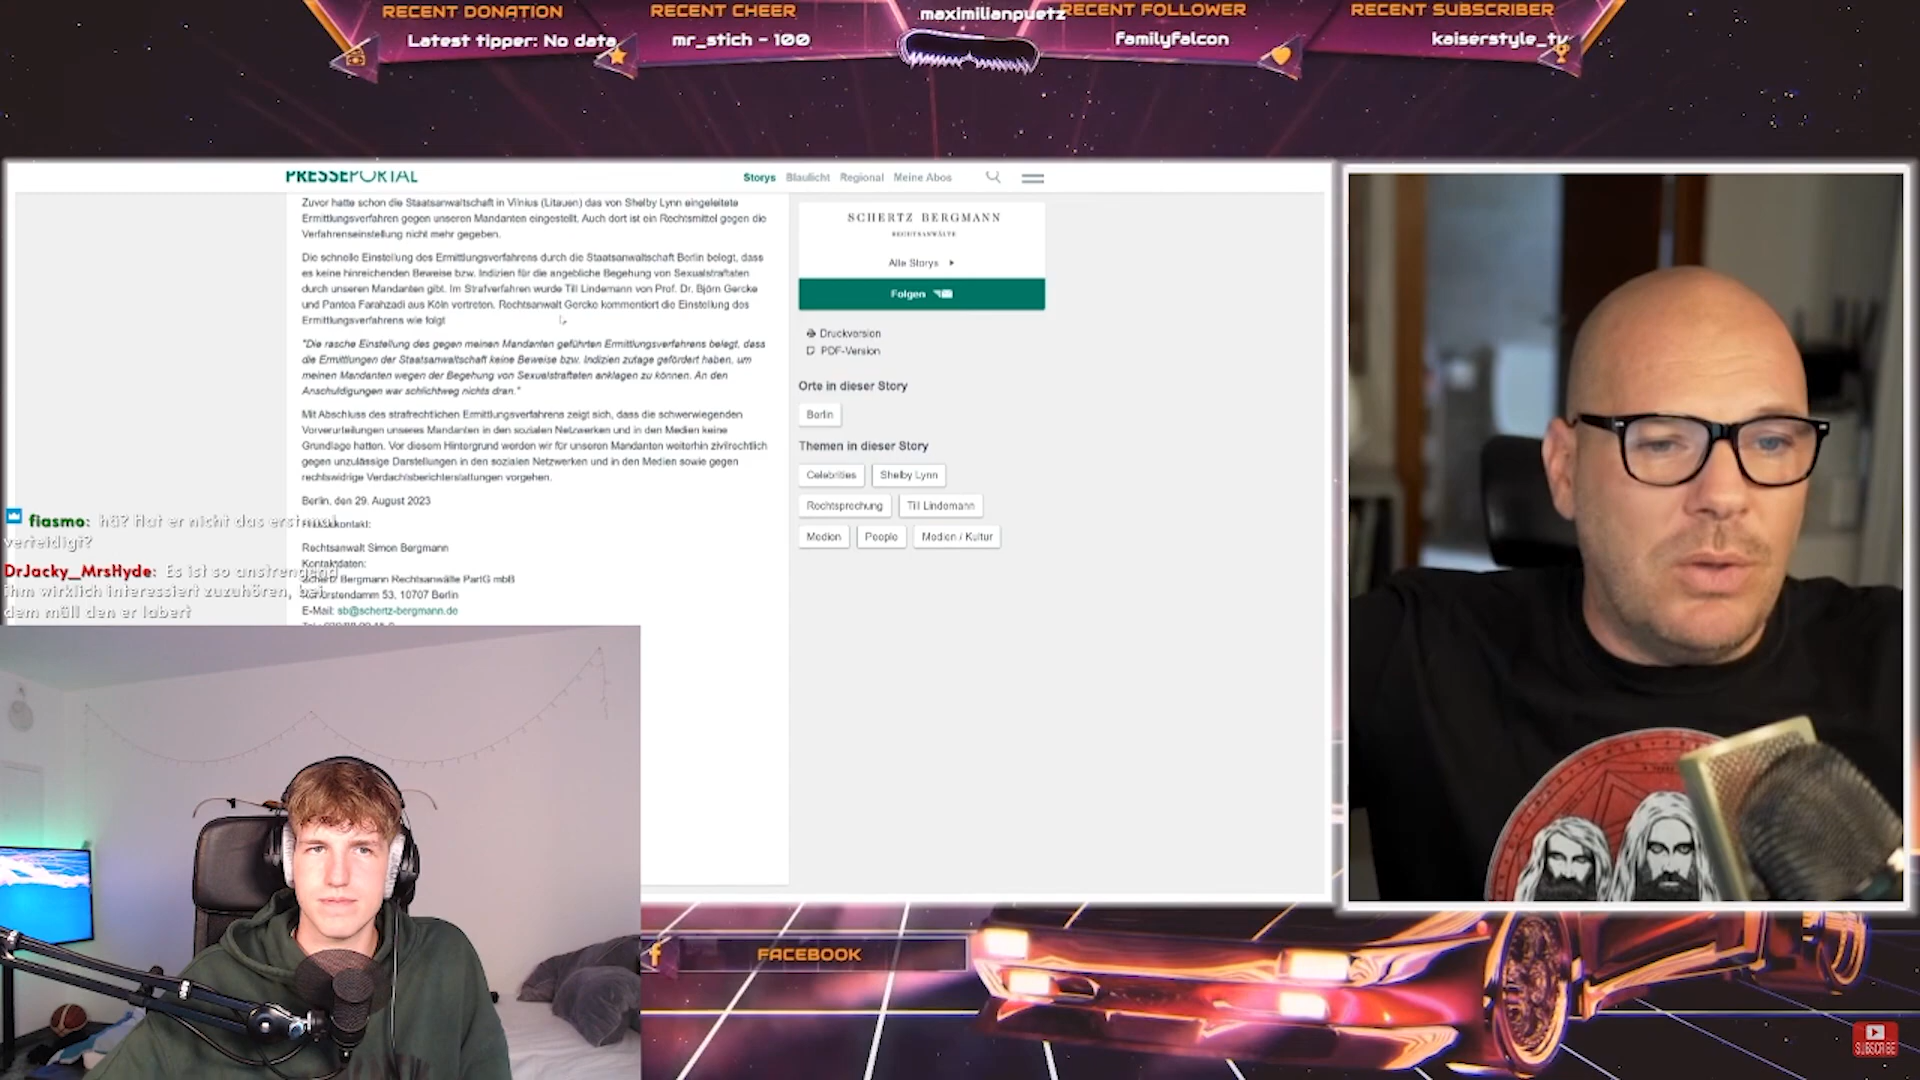 RECENT DONATION
Latest tipper: No data
RECENT CHEER
mr_stich - 100
maximilianpuetz
RECENT FOLLOWER
familyfalcon
RECENT SUBSCRIBER
kaiserstyle_tv
PRESSEPORTAL
Storys Blaulicht Regional Meine Abos
Zuvor hatte schon die Staatsanwaltschaft in Vilnius (Litauen) das von Shelby Lynn eingeleitete
Ermittlungsverfahren gegen unseren Mandanten eingestellt. Auch dort ist ein Rechtsmittel gegen die
Verfahrenseinstellung nicht mehr gegeben.
Die schnelle Einstellung des Ermittlungsverfahrens durch die Staatsanwaltschaft Berlin belegt, dass
es keine hinreichenden Beweise bzw. Indizien für die angebliche Begehung von Sexualstraftaten
durch unseren Mandanten gibt. Im Strafverfahren wurde Till Lindemann von Prof. Dr. Björn Gercke
und Pantea Farahzadi aus Köln vertreten. Rechtsanwalt Gercke kommentiert die Einstellung des
Ermittlungsverfahrens wie folgt
"Die rasche Einstellung des gegen meinen Mandanten geführten Ermittlungsverfahrens belegt, dass
die Ermittlungen der Staatsanwaltschaft keine Beweise bzw. Indizien zutage gefördert haben, um
meinen Mandanten wegen der Begehung von Sexualstraftaten anklagen zu können. An den
Anschuldigungen war schlichtweg nichts dran."
Mit Abschluss des strafrechtlichen Ermittlungsverfahrens zeigt sich, dass die schwerwiegenden
Vorverurteilungen unseres Mandanten in den sozialen Netzwerken und in den Medien keine
Grundlage hatten. Vor diesem Hintergrund werden wir für unseren Mandanten weiterhin zivilrechtlich
gegen unzulässige Darstellungen in den sozialen Netzwerken und in den Medien sowie gegen
rechtswidrige Verdachtsberichterstattungen vorgehen.
Berlin, den 29. August 2023
Rechtsanwalt Simon Bergmann
Kontaktdaten:
Schertz Bergmann Rechtsanwälte PartG mbB
Kurfürstendamm 53, 10707 Berlin
E-Mail: sb@schertz-bergmann.de
SCHERTZ BERGMANN
RECHTSANWÄLTE
Alle Storys
Folgen
Druckversion
PDF-Version
Orte in dieser Story
Berlin
Themen in dieser Story
Celebrities Shelby Lynn
Rechtsprechung Till Lindemann
Medien People Medien / Kultur
fiasmo: hä? Hat er nicht das erst
verteidigt?
DrJacky_MrsHyde: Es ist so anstrengend
ihm wirklich interessiert zuzuhören, bei
dem müll den er labert
FACEBOOK
SUBSCRIBE